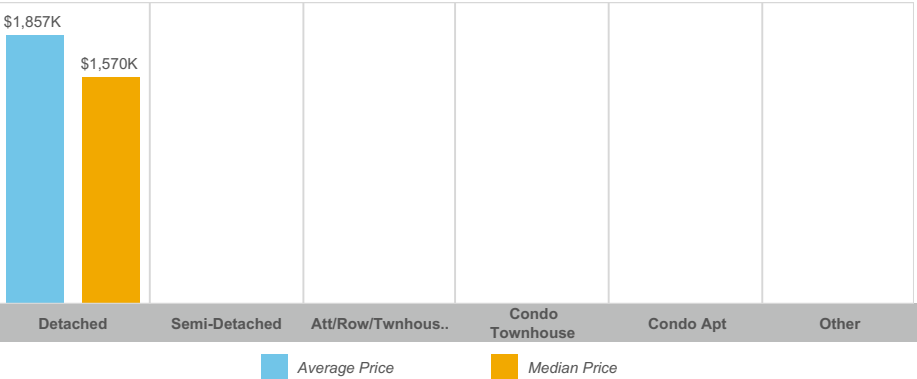 $1,857K
$1,570K
Detached
Semi-Detached
Att/Row/Twnhous..
Condo
Townhouse
Condo Apt
Other
Average Price
Median Price